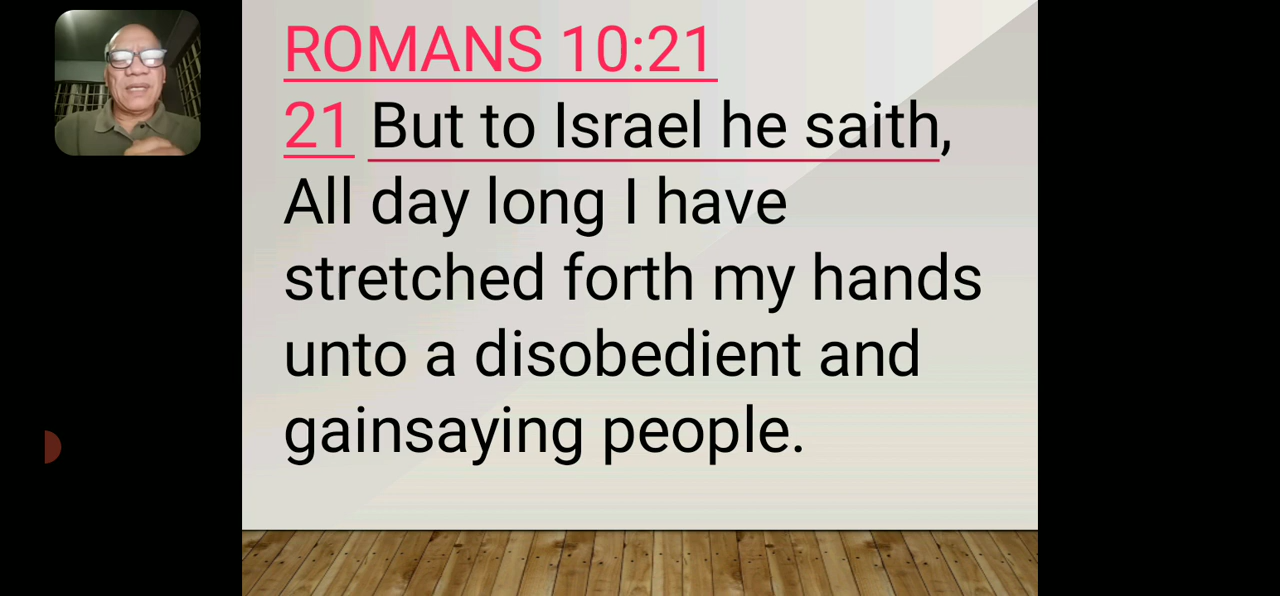 ROMANS 10:21
21 But to Israel he saith,
All day long I have
stretched forth my hands
unto a disobedient and
gainsaying people.